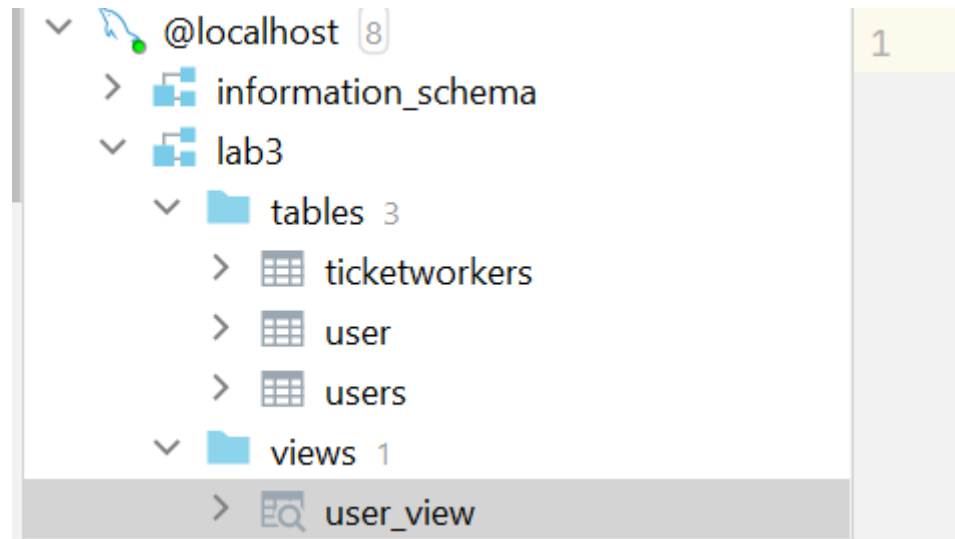 @localhost 8
1
information_schema
lab3
tables 3
ticketworkers
user
users
views 1
user_view